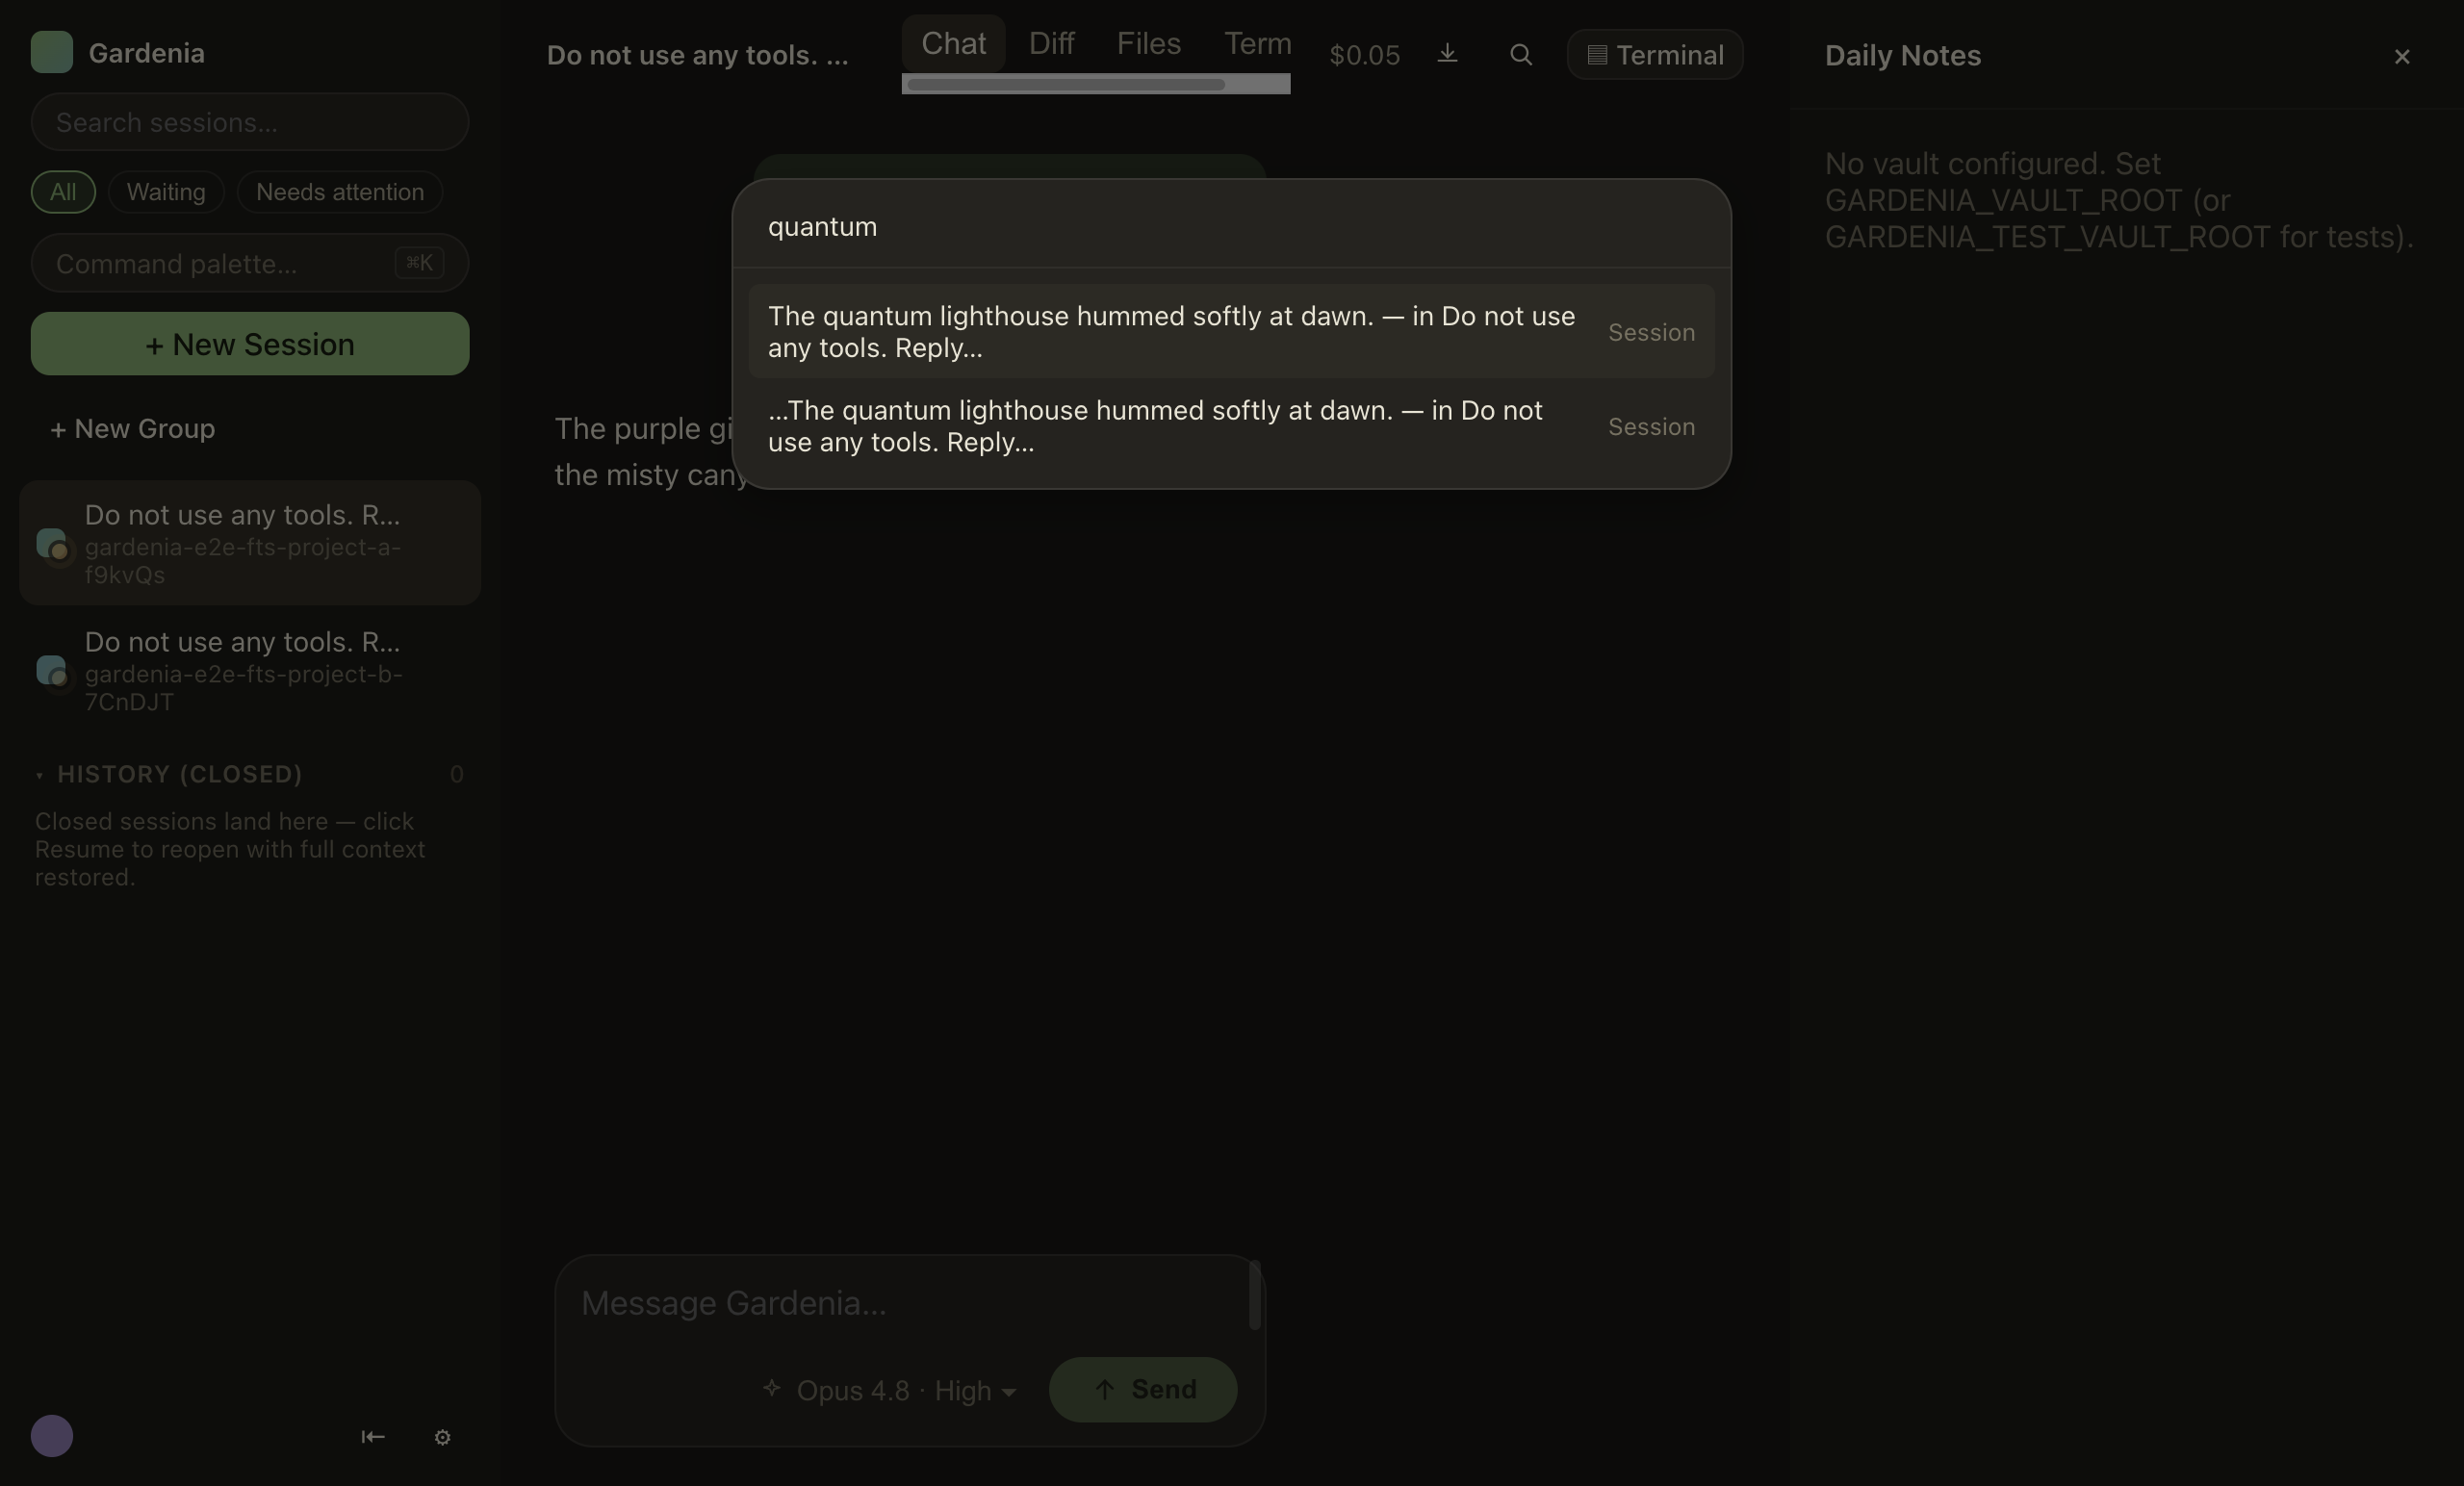 Gardenia
Search sessions...
All
Waiting
Needs attention
Command palette...
⌘K
+ New Session
+ New Group
Do not use any tools. R...
gardenia-e2e-fts-project-a-
f9kvQs
Do not use any tools. R...
gardenia-e2e-fts-project-b-
7CnDJT
HISTORY (CLOSED)
0
Closed sessions land here — click
Resume to reopen with full context
restored.
Do not use any tools. ...
Chat
Diff
Files
Term
$0.05
Terminal
quantum
The quantum lighthouse hummed softly at dawn. — in Do not use
any tools. Reply...
Session
...The quantum lighthouse hummed softly at dawn. — in Do not
use any tools. Reply...
Session
The purple gi
the misty cany
Message Gardenia...
Opus 4.8 · High
Send
Daily Notes
No vault configured. Set
GARDENIA_VAULT_ROOT (or
GARDENIA_TEST_VAULT_ROOT for tests).